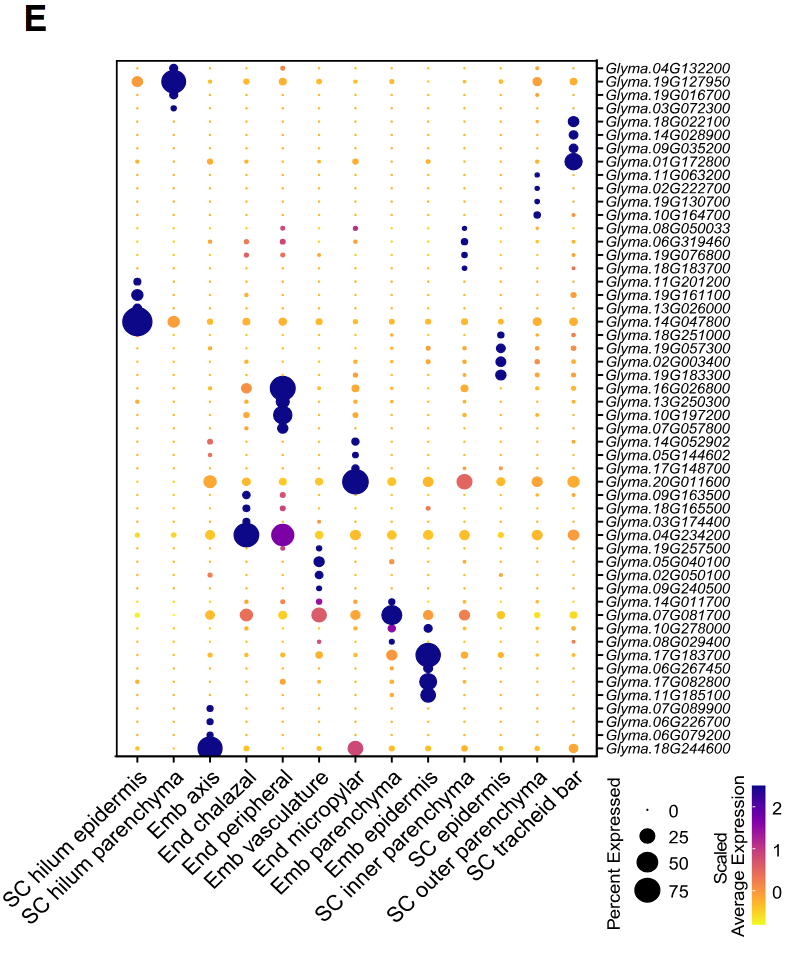 E
Glyma.04G132200
Glyma.19G127950
Glyma.19G016700
Glyma.03G072300
Glyma.18G022100
Glyma.14G028900
Glyma.09G035200
Glyma.01G172800
Glyma.11G063200
Glyma.02G222700
Glyma.19G130700
Glyma.10G164700
Glyma.08G050033
Glyma.06G319460
Glyma.19G076800
Glyma.18G183700
Glyma.11G201200
Glyma.19G161100
Glyma.13G026000
Glyma.14G047800
Glyma.18G251000
Glyma.19G057300
Glyma.02G003400
Glyma.19G183300
Glyma.16G026800
Glyma.13G250300
Glyma.10G197200
Glyma.07G057800
Glyma.14G052902
Glyma.05G144602
Glyma.17G148700
Glyma.20G011600
Glyma.09G163500
Glyma.18G165500
Glyma.03G174400
Glyma.04G234200
Glyma.19G257500
Glyma.05G040100
Glyma.02G050100
Glyma.09G240500
Glyma.14G011700
Glyma.07G081700
Glyma.10G278000
Glyma.08G029400
Glyma.17G183700
Glyma.06G267450
Glyma.17G082800
Glyma.11G185100
Glyma.07G089900
Glyma.06G226700
Glyma.06G079200
Glyma.18G244600
SC hilum epidermis
SC hilum parenchyma
Emb axis
End chalazal
End peripheral
Emb vasculature
End micropylar
Emb parenchyma
Emb epidermis
SC inner parenchyma
SC epidermis
SC outer parenchyma
SC tracheid bar
Percent Expressed
0
25
50
75
Scaled
Average Expression
2
1
0